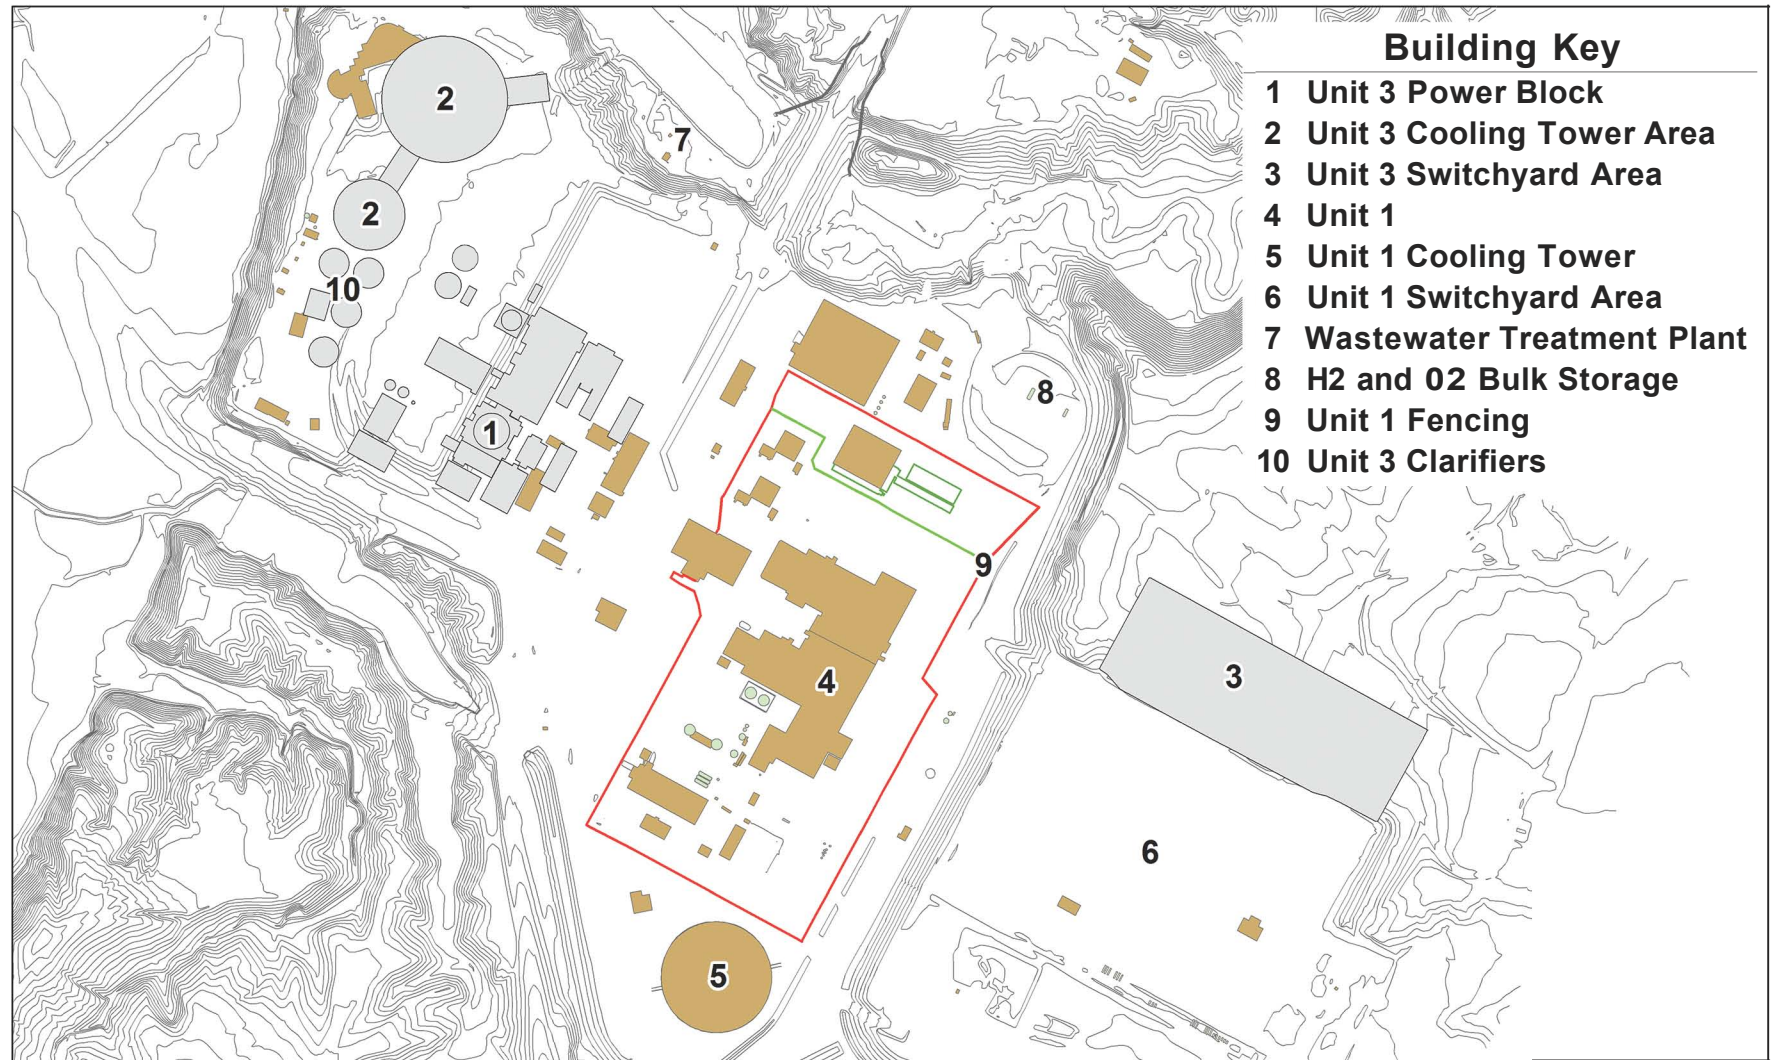 Building Key
1 Unit 3 Power Block
2 Unit 3 Cooling Tower Area
3 Unit 3 Switchyard Area
4 Unit 1
5 Unit 1 Cooling Tower
6 Unit 1 Switchyard Area
7 Wastewater Treatment Plant
8 H2 and 02 Bulk Storage
9 Unit 1 Fencing
10 Unit 3 Clarifiers
2
7
2
10
8
1
9
3
4
6
5